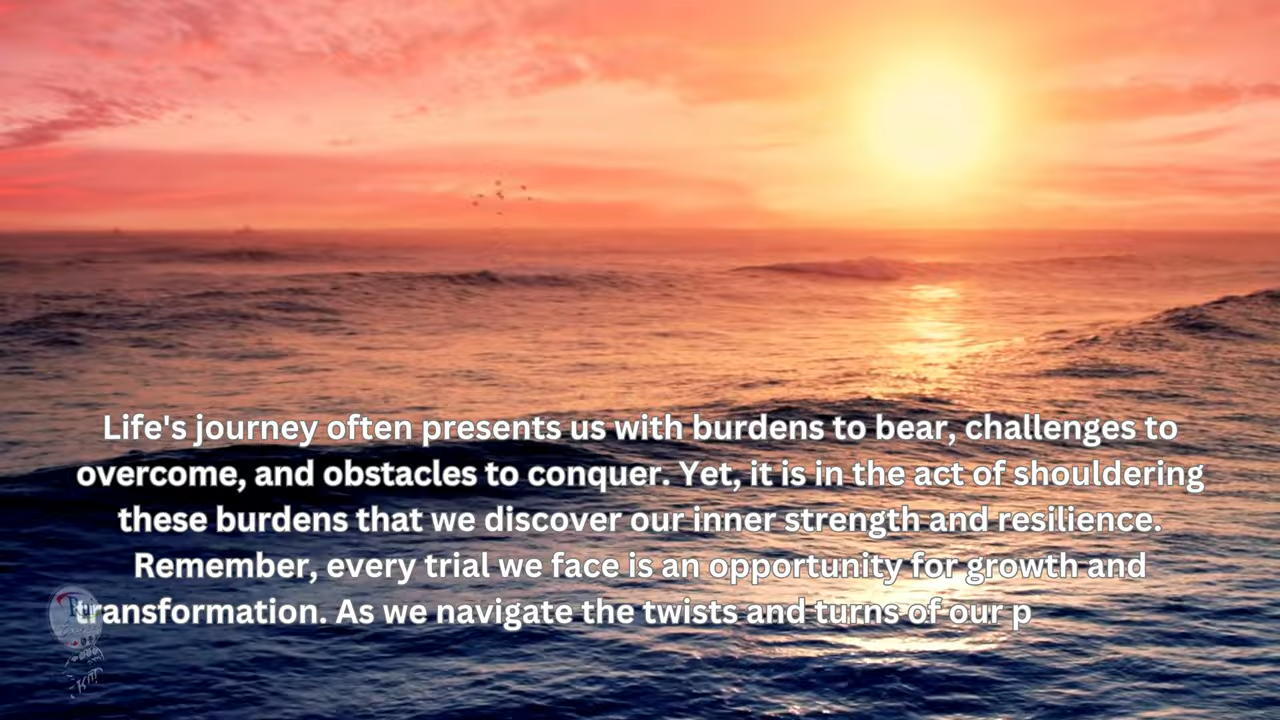 Life's journey often presents us with burdens to bear, challenges to
overcome, and obstacles to conquer. Yet, it is in the act of shouldering
these burdens that we discover our inner strength and resilience.
Remember, every trial we face is an opportunity for growth and
transformation. As we navigate the twists and turns of our p